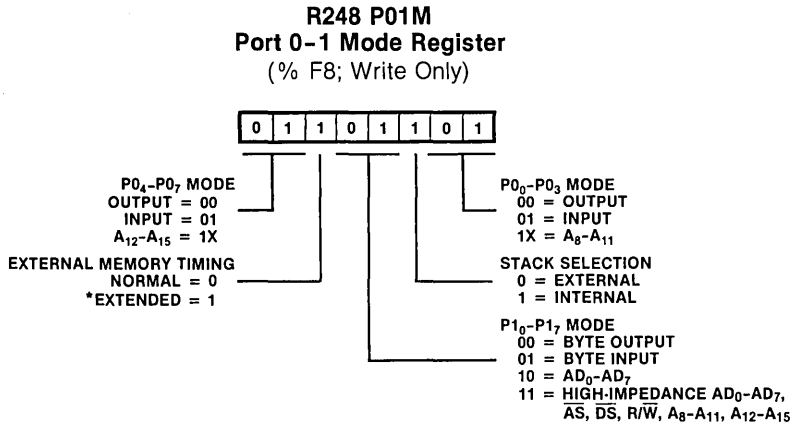 R248 P01M
Port 0–1 Mode Register
(% F8; Write Only)
0 1 1 0 1 1 0 1
P0₄–P0₇ MODE
OUTPUT = 00
INPUT = 01
A₁₂–A₁₅ = 1X
EXTERNAL MEMORY TIMING
NORMAL = 0
*EXTENDED = 1
P0₀–P0₃ MODE
00 = OUTPUT
01 = INPUT
1X = A₈–A₁₁
STACK SELECTION
0 = EXTERNAL
1 = INTERNAL
P1₀–P1₇ MODE
00 = BYTE OUTPUT
01 = BYTE INPUT
10 = AD₀–AD₇
11 = HIGH-IMPEDANCE AD₀–AD₇,
A̅S̅, D̅S̅, R/W̅, A₈–A₁₁, A₁₂–A₁₅